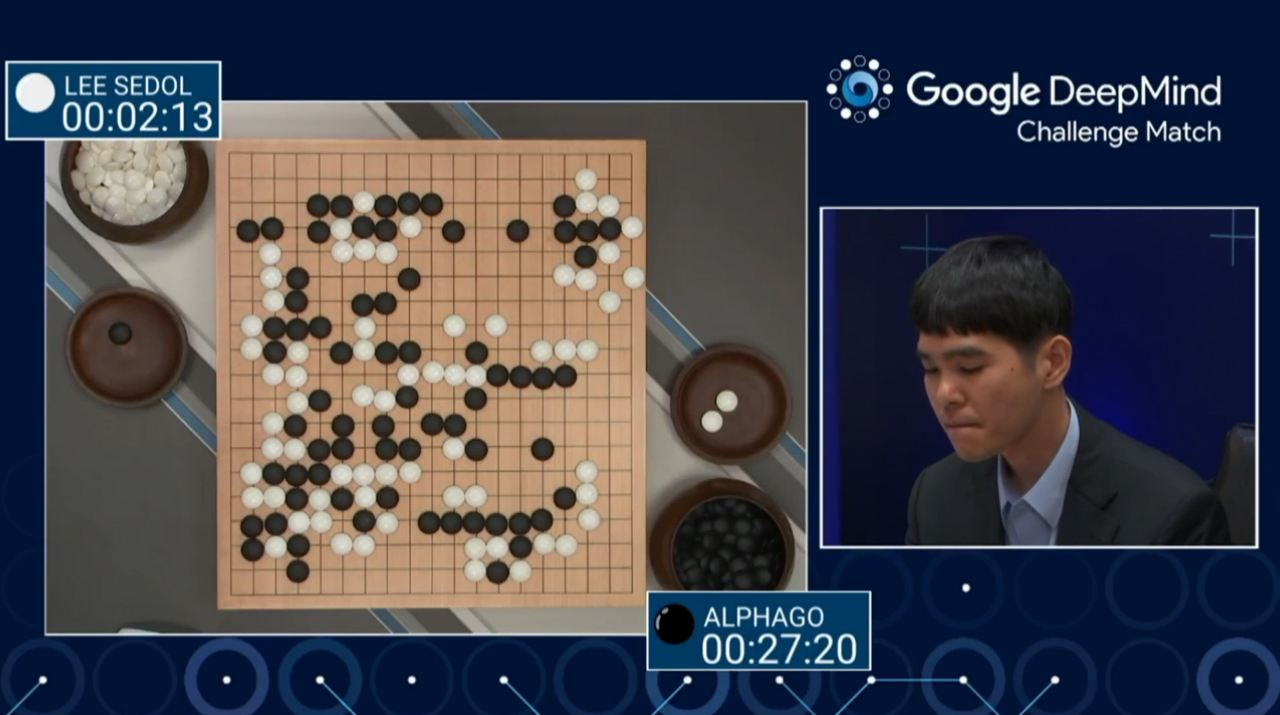 LEE SEDOL
00:02:13
Google DeepMind
Challenge Match
ALPHAGO
00:27:20